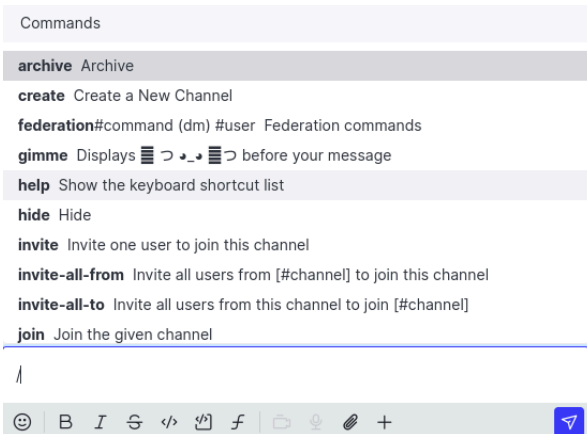 Commands
archive Archive
create Create a New Channel
federation#command (dm) #user Federation commands
gimme Displays ༼ つ ◕_◕ ༽つ before your message
help Show the keyboard shortcut list
hide Hide
invite Invite one user to join this channel
invite-all-from Invite all users from [#channel] to join this channel
invite-all-to Invite all users from this channel to join [#channel]
join Join the given channel
/
B I S </> f +